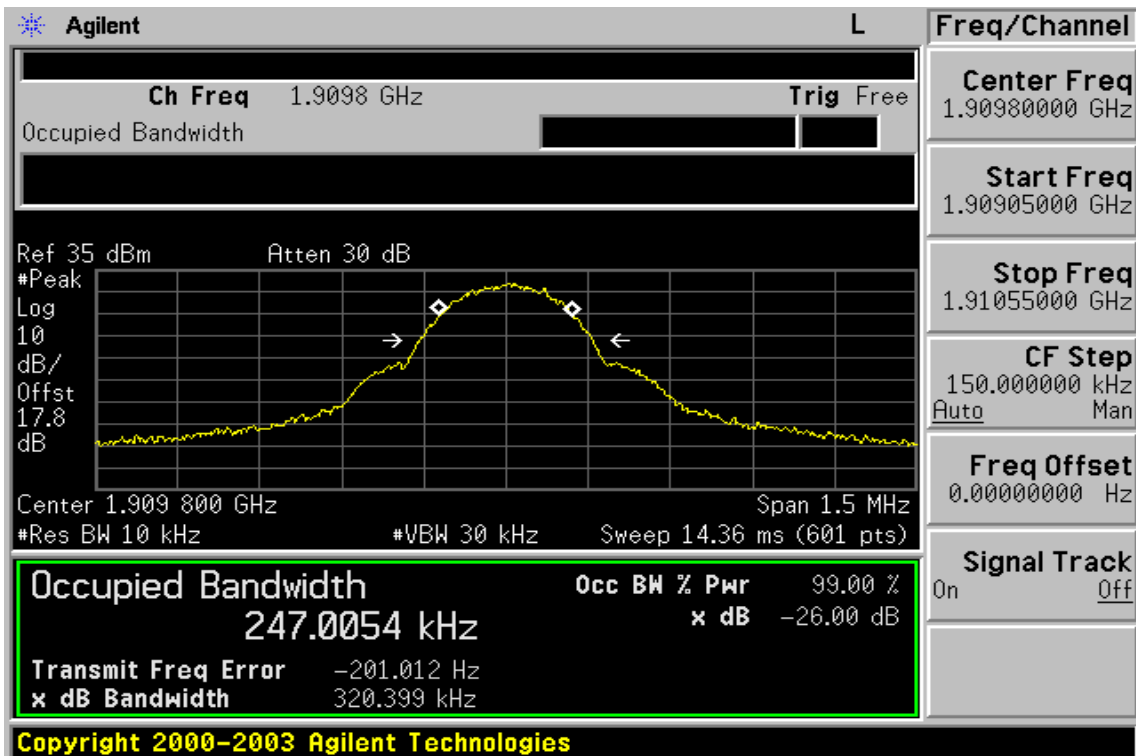 Agilent L
Ch Freq 1.9098 GHz Trig Free
Occupied Bandwidth
Ref 35 dBm Atten 30 dB
#Peak
Log
10
dB/
Offst
17.8
dB
Center 1.909 800 GHz Span 1.5 MHz
#Res BW 10 kHz #VBW 30 kHz Sweep 14.36 ms (601 pts)
Occupied Bandwidth
247.0054 kHz
Occ BW % Pwr 99.00 %
x dB -26.00 dB
Transmit Freq Error -201.012 Hz
x dB Bandwidth 320.399 kHz
Copyright 2000-2003 Agilent Technologies
Freq/Channel
Center Freq
1.90980000 GHz
Start Freq
1.90905000 GHz
Stop Freq
1.91055000 GHz
CF Step
150.000000 kHz
Auto Man
Freq Offset
0.00000000 Hz
Signal Track
On Off